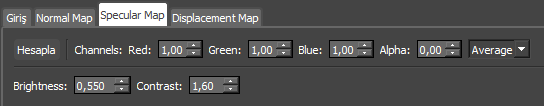 Giriş Normal Map Specular Map Displacement Map
Hesapla Channels: Red: 1,00 Green: 1,00 Blue: 1,00 Alpha: 0,00 Average
Brightness: 0,550 Contrast: 1,60